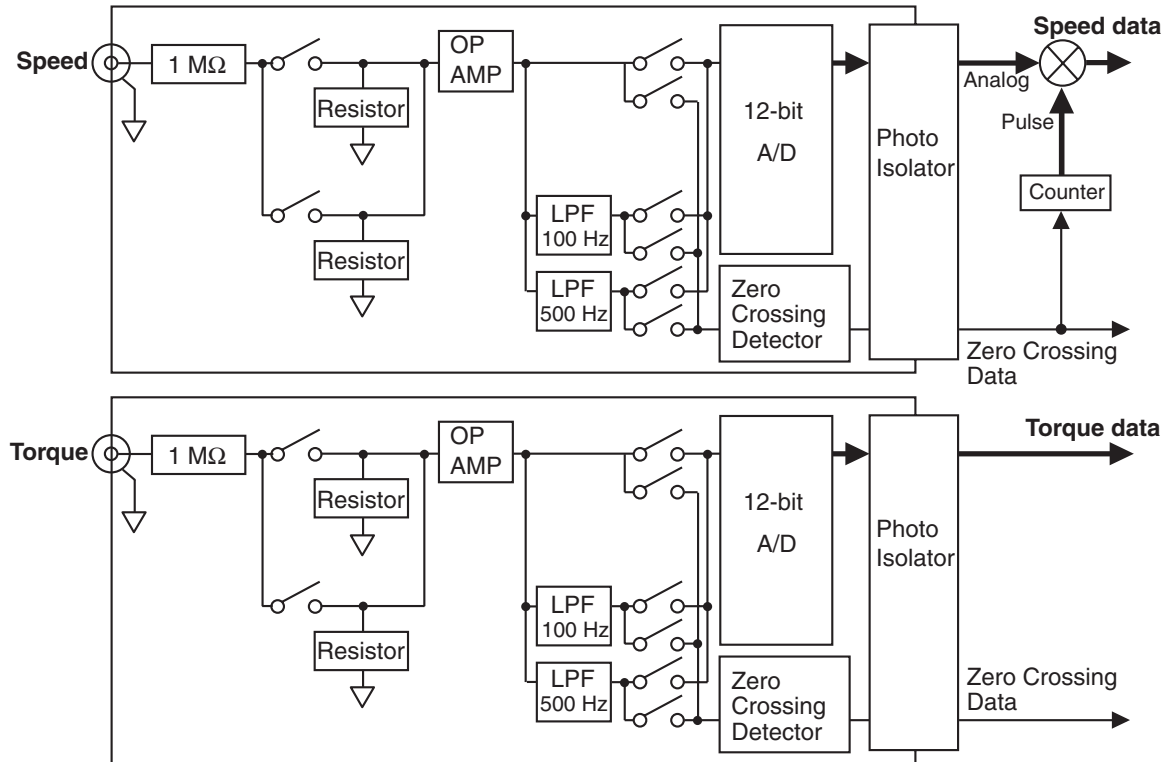 Speed
1 MΩ
Resistor
Resistor
OP
AMP
LPF
100 Hz
LPF
500 Hz
12-bit
A/D
Zero
Crossing
Detector
Photo
Isolator
Analog
Speed data
Pulse
Counter
Zero Crossing
Data
Torque
1 MΩ
Resistor
Resistor
OP
AMP
LPF
100 Hz
LPF
500 Hz
12-bit
A/D
Zero
Crossing
Detector
Photo
Isolator
Torque data
Zero Crossing
Data